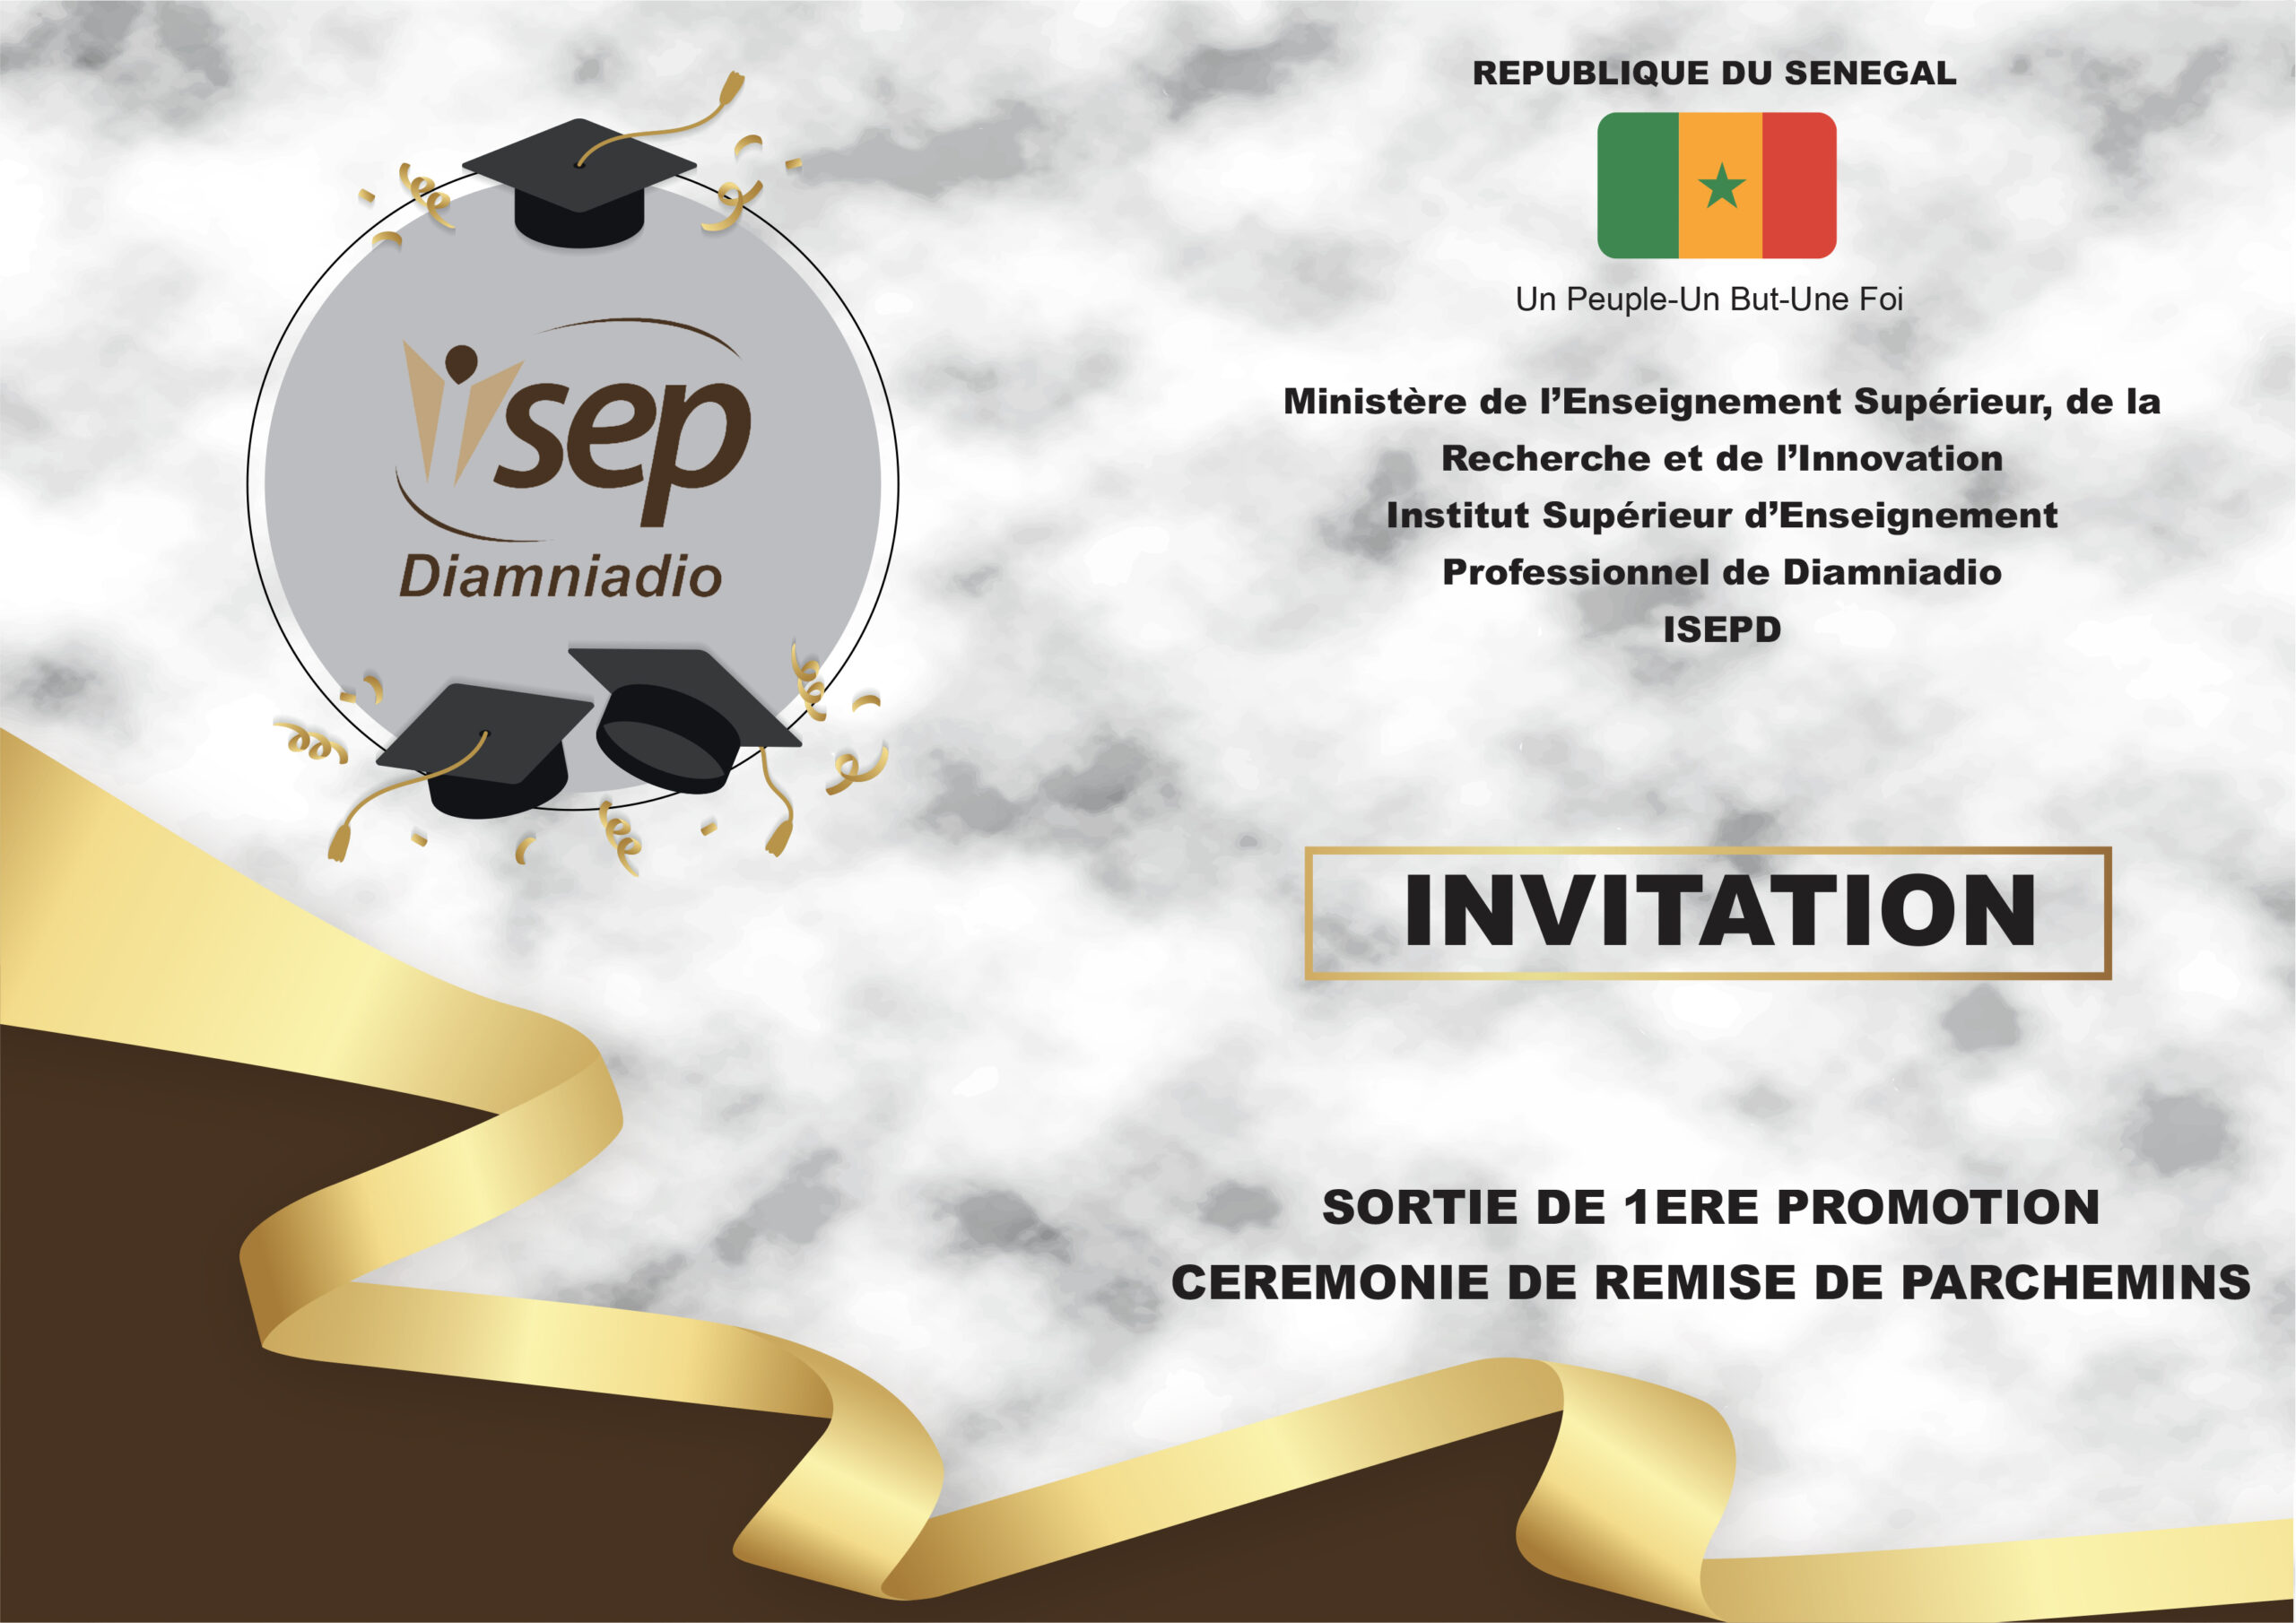 isep
Diamniadio
REPUBLIQUE DU SENEGAL
Un Peuple-Un But-Une Foi
Ministère de l’Enseignement Supérieur, de la
Recherche et de l’Innovation
Institut Supérieur d’Enseignement
Professionnel de Diamniadio
ISEPD
INVITATION
SORTIE DE 1ERE PROMOTION
CEREMONIE DE REMISE DE PARCHEMINS